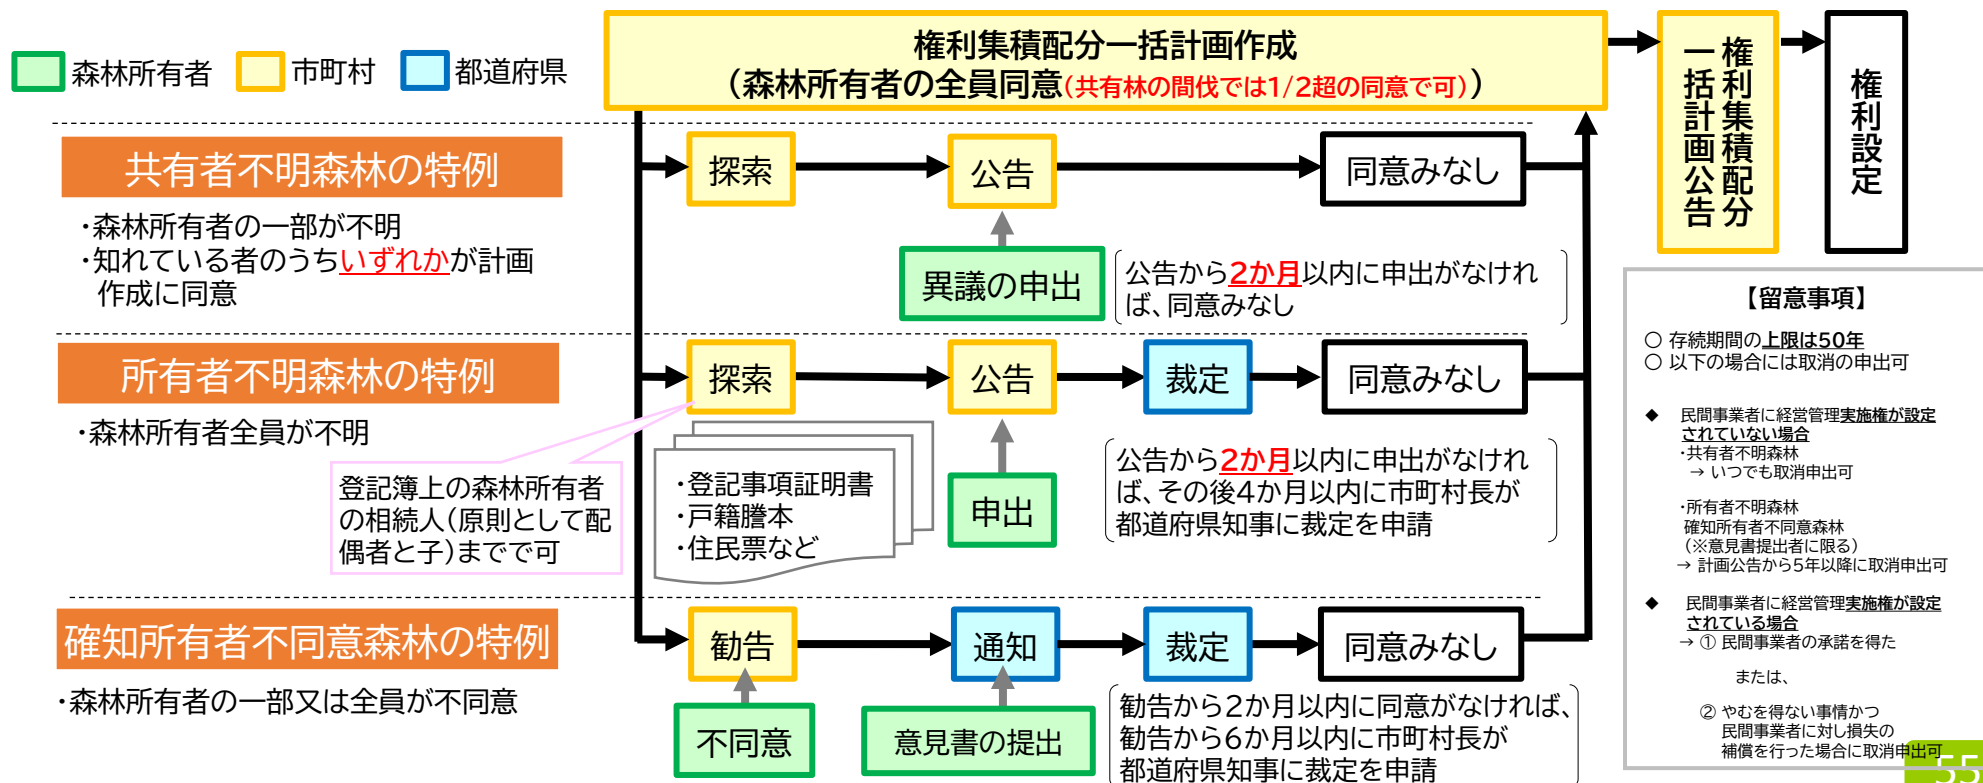 森林所有者
市町村
都道府県
権利集積配分一括計画作成
(森林所有者の全員同意(共有林の間伐では1/2超の同意で可))
権利集積配分
一括計画公告
権利設定
共有者不明森林の特例
・森林所有者の一部が不明
・知れている者のうちいずれかが計画
作成に同意
探索
公告
同意みなし
異議の申出
公告から2か月以内に申出がなけれ
ば、同意みなし
所有者不明森林の特例
・森林所有者全員が不明
探索
公告
裁定
同意みなし
登記簿上の森林所有者
の相続人(原則として配
偶者と子)までで可
・登記事項証明書
・戸籍謄本
・住民票など
申出
公告から2か月以内に申出がなけれ
ば、その後4か月以内に市町村長が
都道府県知事に裁定を申請
確知所有者不同意森林の特例
・森林所有者の一部又は全員が不同意
勧告
通知
裁定
同意みなし
不同意
意見書の提出
勧告から2か月以内に同意がなければ、
勧告から6か月以内に市町村長が
都道府県知事に裁定を申請
【留意事項】
○ 存続期間の上限は50年
○ 以下の場合には取消の申出可
◆ 民間事業者に経営管理実施権が設定
されていない場合
・共有者不明森林
→ いつでも取消申出可
・所有者不明森林
確知所有者不同意森林
(※意見書提出者に限る)
→ 計画公告から5年以降に取消申出可
◆ 民間事業者に経営管理実施権が設定
されている場合
→ ① 民間事業者の承諾を得た
または、
② やむを得ない事情かつ
民間事業者に対し損失の
補償を行った場合に取消申出可
55